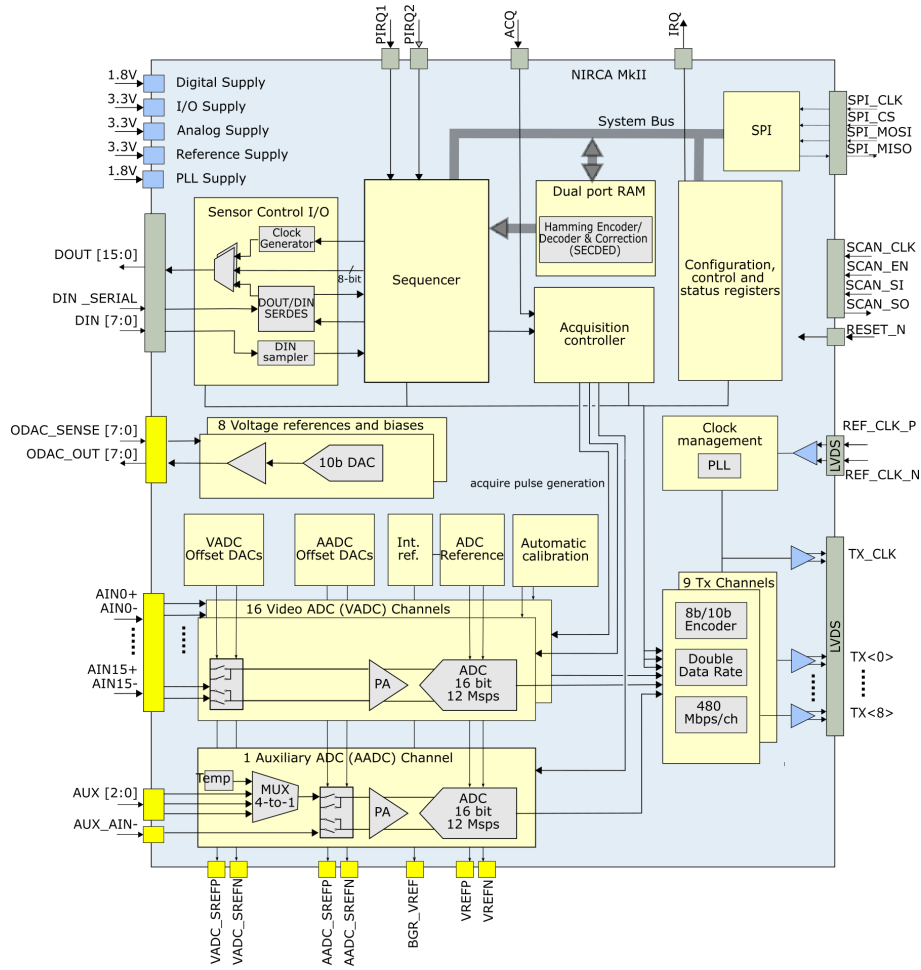 PIRQ1
PIRQ2
ACQ
IRQ
NIRCA MkII
1.8V
Digital Supply
3.3V
I/O Supply
3.3V
Analog Supply
3.3V
Reference Supply
1.8V
PLL Supply
System Bus
SPI
SPI_CLK
SPI_CS
SPI_MOSI
SPI_MISO
Sensor Control I/O
Clock
Generator
8-bit
DOUT/DIN
SERDES
DIN
sampler
DOUT [15:0]
DIN _SERIAL
DIN [7:0]
Sequencer
Dual port RAM
Hamming Encoder/
Decoder & Correction
(SECDED)
Acquisition
controller
Configuration,
control and
status registers
SCAN_CLK
SCAN_EN
SCAN_SI
SCAN_SO
RESET_N
ODAC_SENSE [7:0]
ODAC_OUT [7:0]
8 Voltage references and biases
10b DAC
acquire pulse generation
Clock
management
PLL
LVDS
REF_CLK_P
REF_CLK_N
VADC
Offset DACs
AADC
Offset DACs
Int.
ref.
ADC
Reference
Automatic
calibration
AIN0+
AIN0-
AIN15+
AIN15-
16 Video ADC (VADC) Channels
PA
ADC
16 bit
12 Msps
9 Tx Channels
8b/10b
Encoder
Double
Data Rate
480
Mbps/ch
LVDS
TX_CLK
TX<0>
TX<8>
1 Auxiliary ADC (AADC) Channel
Temp
MUX
4-to-1
PA
ADC
16 bit
12 Msps
AUX [2:0]
AUX_AIN-
VADC_SREFP
VADC_SREFN
AADC_SREFP
AADC_SREFN
BGR_VREF
VREFP
VREFN